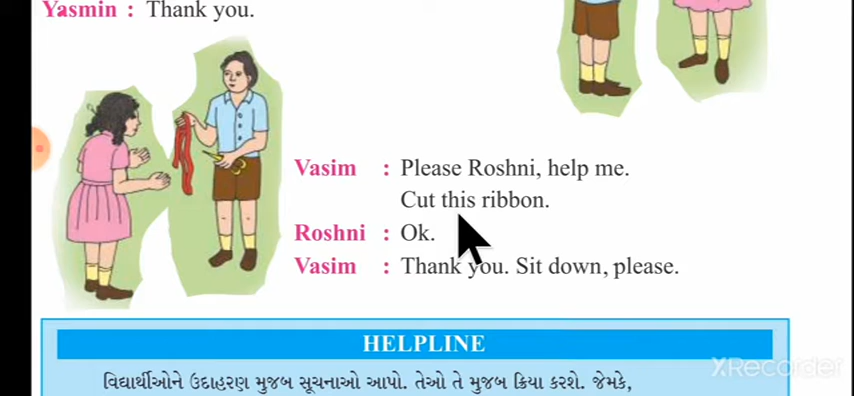 Yasmin : Thank you.
Vasim : Please Roshni, help me.
Cut this ribbon.
Roshni : Ok.
Vasim : Thank you. Sit down, please.
HELPLINE
વિદ્યાર્થીઓને ઉદાહરણ મુજબ સૂચનાઓ આપો. તેઓ તે મુજબ ક્રિયા કરશે. જેમકે,
XRecorder